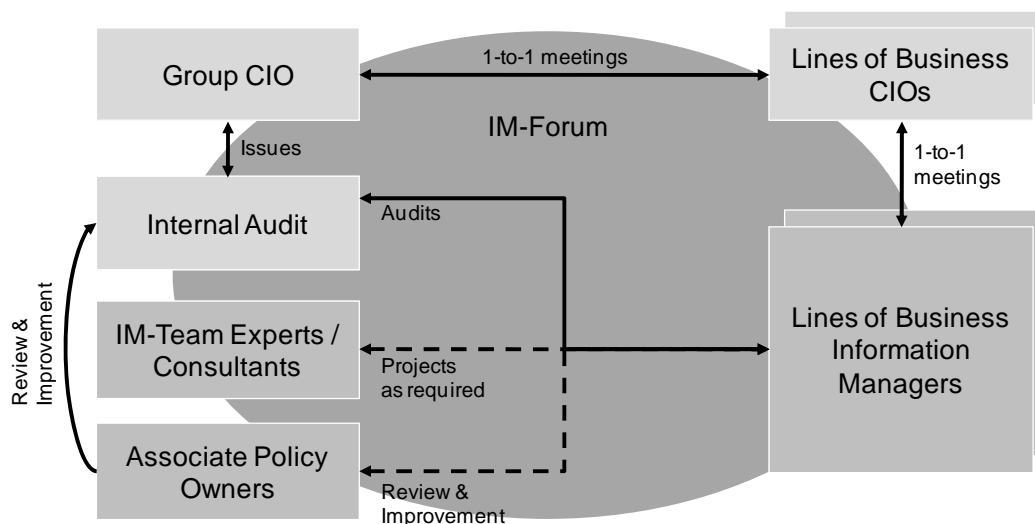 Group CIO
1-to-1 meetings
Lines of Business
CIOs
IM-Forum
Issues
1-to-1
meetings
Internal Audit
Audits
Review &
Improvement
IM-Team Experts /
Consultants
Projects
as required
Lines of Business
Information
Managers
Associate Policy
Owners
Review &
Improvement